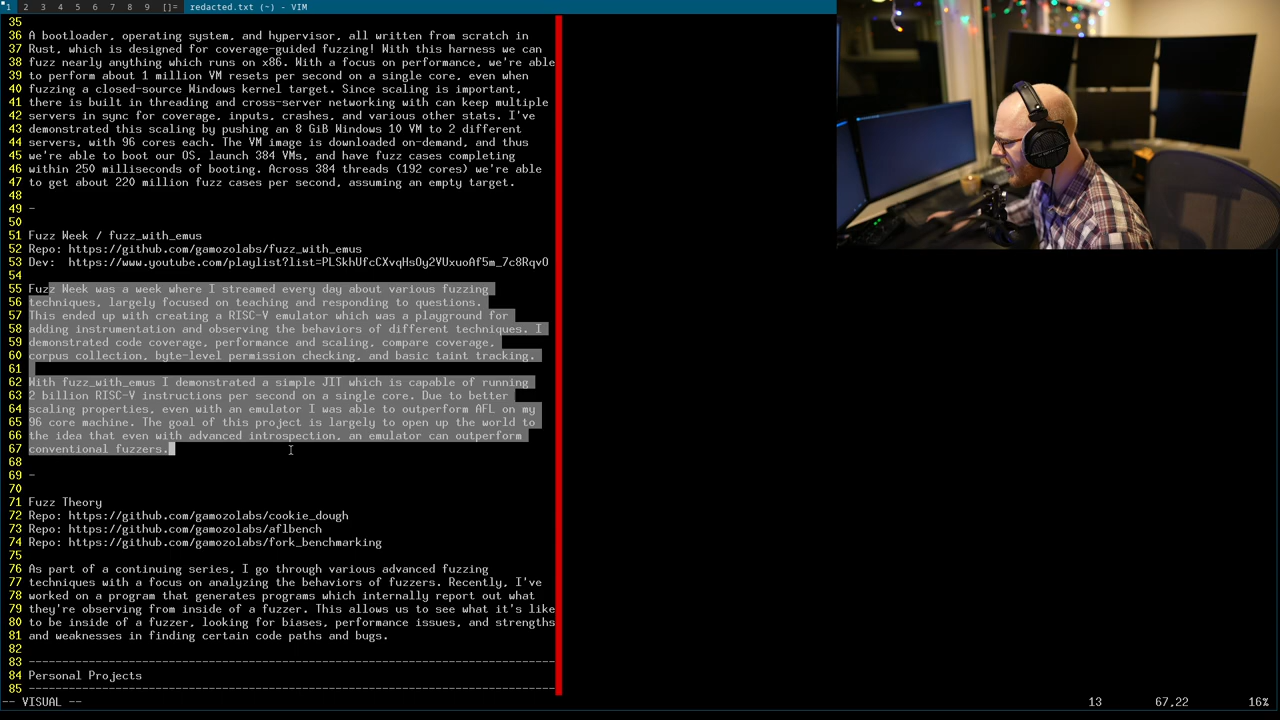 1 2 3 4 5 6 7 8 9 []= redacted.txt (~) - VIM
35
36 A bootloader, operating system, and hypervisor, all written from scratch in
37 Rust, which is designed for coverage-guided fuzzing! With this harness we can
38 fuzz nearly anything which runs on x86. With a focus on performance, we're able
39 to perform about 1 million VM resets per second on a single core, even when
40 fuzzing a closed-source Windows kernel target. Since scaling is important,
41 there is built in threading and cross-server networking with can keep multiple
42 servers in sync for coverage, inputs, crashes, and various other stats. I've
43 demonstrated this scaling by pushing an 8 GiB Windows 10 VM to 2 different
44 servers, with 96 cores each. The VM image is downloaded on-demand, and thus
45 we're able to boot our OS, launch 384 VMs, and have fuzz cases completing
46 within 250 milliseconds of booting. Across 384 threads (192 cores) we're able
47 to get about 220 million fuzz cases per second, assuming an empty target.
48
49 -
50
51 Fuzz Week / fuzz_with_emus
52 Repo: https://github.com/gamozolabs/fuzz_with_emus
53 Dev:  https://www.youtube.com/playlist?list=PLSkhUfcCXvqHsOy2VUxuoAf5m_7c8RqvO
54
55 Fuzz Week was a week where I streamed every day about various fuzzing
56 techniques, largely focused on teaching and responding to questions.
57 This ended up with creating a RISC-V emulator which was a playground for
58 adding instrumentation and observing the behaviors of different techniques. I
59 demonstrated code coverage, performance and scaling, compare coverage,
60 corpus collection, byte-level permission checking, and basic taint tracking.
61
62 With fuzz_with_emus I demonstrated a simple JIT which is capable of running
63 2 billion RISC-V instructions per second on a single core. Due to better
64 scaling properties, even with an emulator I was able to outperform AFL on my
65 96 core machine. The goal of this project is largely to open up the world to
66 the idea that even with advanced introspection, an emulator can outperform
67 conventional fuzzers.
68
69 -
70
71 Fuzz Theory
72 Repo: https://github.com/gamozolabs/cookie_dough
73 Repo: https://github.com/gamozolabs/aflbench
74 Repo: https://github.com/gamozolabs/fork_benchmarking
75
76 As part of a continuing series, I go through various advanced fuzzing
77 techniques with a focus on analyzing the behaviors of fuzzers. Recently, I've
78 worked on a program that generates programs which internally report out what
79 they're observing from inside of a fuzzer. This allows us to see what it's like
80 to be inside of a fuzzer, looking for biases, performance issues, and strengths
81 and weaknesses in finding certain code paths and bugs.
82
83 -------------------------------------------------------------------------------
84 Personal Projects
85 -------------------------------------------------------------------------------
-- VISUAL -- 13 67,22 16%